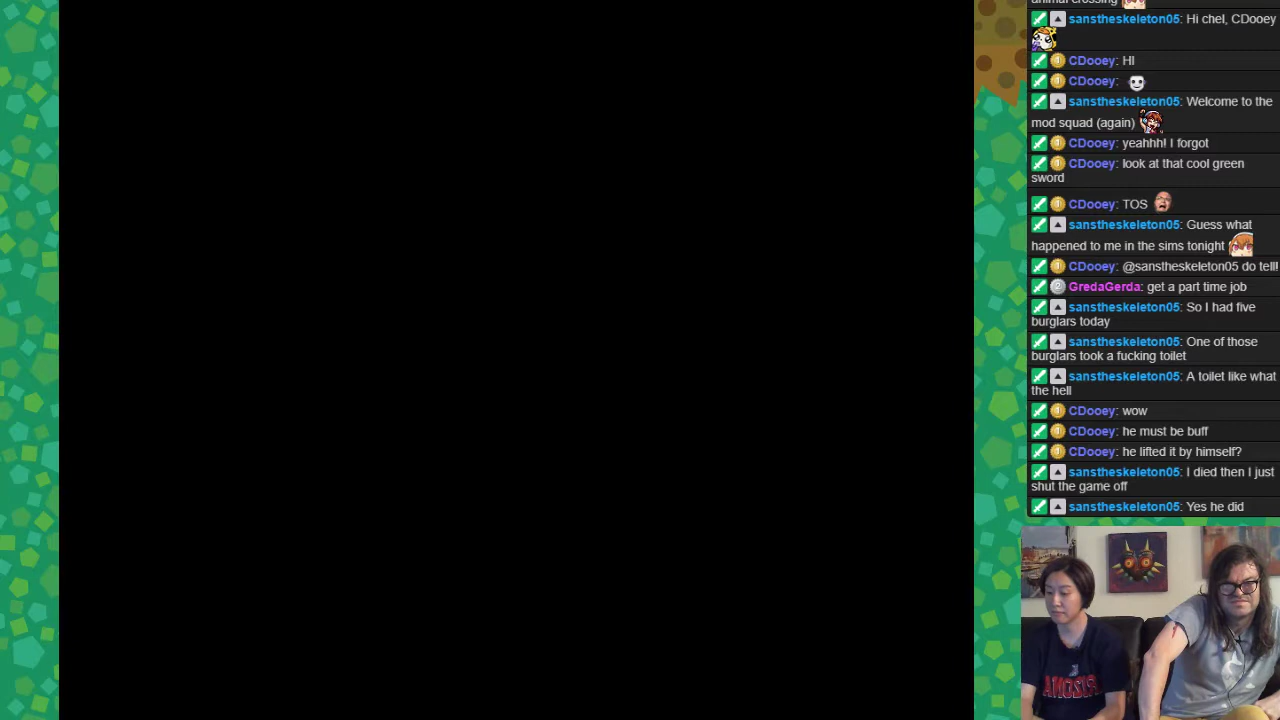 animal crossing
sanstheskeleton05: Hi chel, CDooey
CDooey: HI
CDooey:
sanstheskeleton05: Welcome to the
mod squad (again)
CDooey: yeahhh! I forgot
CDooey: look at that cool green
sword
CDooey: TOS
sanstheskeleton05: Guess what
happened to me in the sims tonight
CDooey: @sanstheskeleton05 do tell!
GredaGerda: get a part time job
sanstheskeleton05: So I had five
burglars today
sanstheskeleton05: One of those
burglars took a fucking toilet
sanstheskeleton05: A toilet like what
the hell
CDooey: wow
CDooey: he must be buff
CDooey: he lifted it by himself?
sanstheskeleton05: I died then I just
shut the game off
sanstheskeleton05: Yes he did